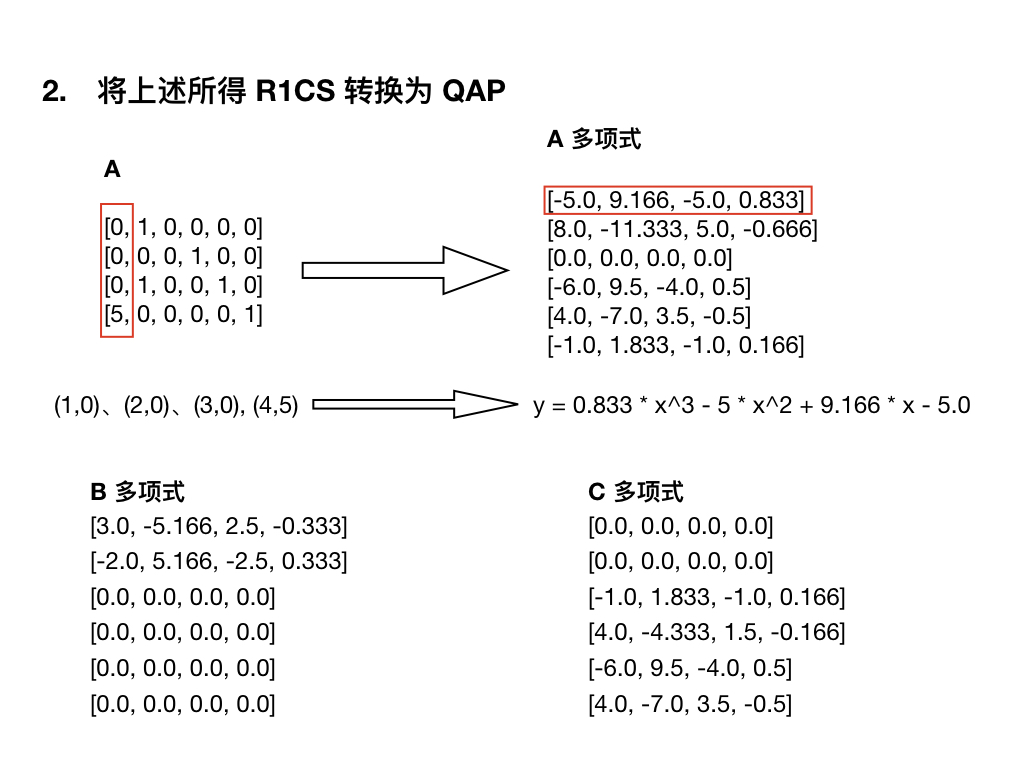 2. 将上述所得 R1CS 转换为 QAP
A
[0, 1, 0, 0, 0, 0]
[0, 0, 0, 1, 0, 0]
[0, 1, 0, 0, 1, 0]
[5, 0, 0, 0, 0, 1]
A 多项式
[-5.0, 9.166, -5.0, 0.833]
[8.0, -11.333, 5.0, -0.666]
[0.0, 0.0, 0.0, 0.0]
[-6.0, 9.5, -4.0, 0.5]
[4.0, -7.0, 3.5, -0.5]
[-1.0, 1.833, -1.0, 0.166]
(1,0)、(2,0)、(3,0), (4,5)
y = 0.833 * x^3 - 5 * x^2 + 9.166 * x - 5.0
B 多项式
[3.0, -5.166, 2.5, -0.333]
[-2.0, 5.166, -2.5, 0.333]
[0.0, 0.0, 0.0, 0.0]
[0.0, 0.0, 0.0, 0.0]
[0.0, 0.0, 0.0, 0.0]
[0.0, 0.0, 0.0, 0.0]
C 多项式
[0.0, 0.0, 0.0, 0.0]
[0.0, 0.0, 0.0, 0.0]
[-1.0, 1.833, -1.0, 0.166]
[4.0, -4.333, 1.5, -0.166]
[-6.0, 9.5, -4.0, 0.5]
[4.0, -7.0, 3.5, -0.5]